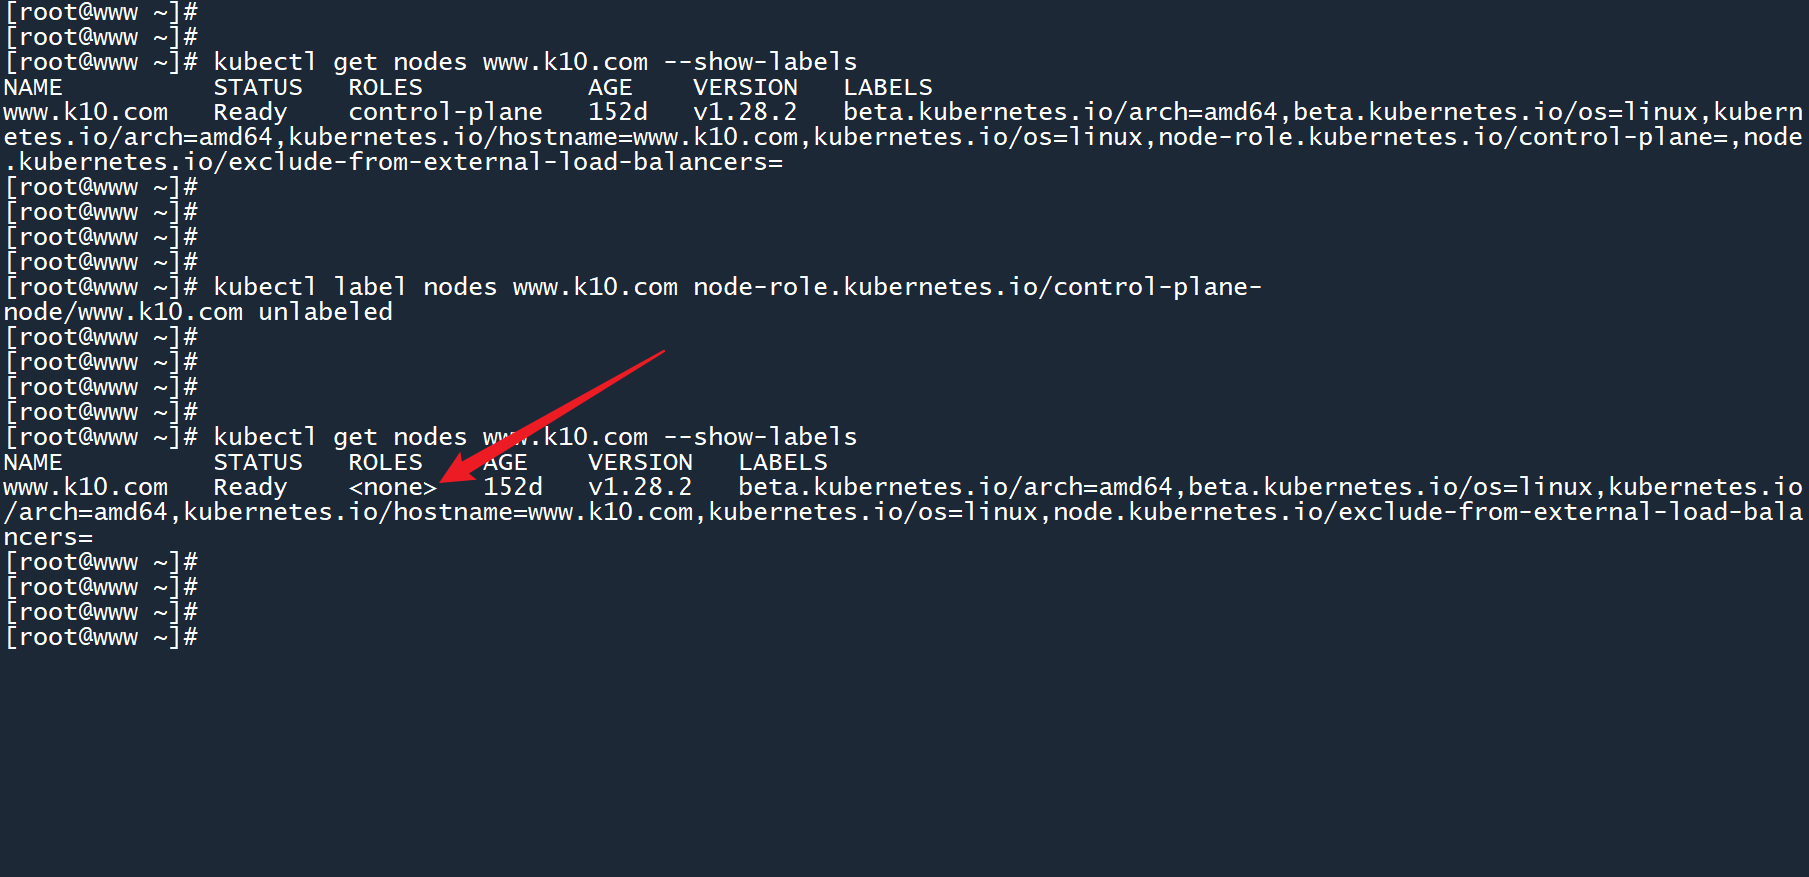 [root@www ~]#
[root@www ~]#
[root@www ~]# kubectl get nodes www.k10.com --show-labels
NAME          STATUS   ROLES           AGE    VERSION   LABELS
www.k10.com   Ready    control-plane   152d   v1.28.2   beta.kubernetes.io/arch=amd64,beta.kubernetes.io/os=linux,kubern
etes.io/arch=amd64,kubernetes.io/hostname=www.k10.com,kubernetes.io/os=linux,node-role.kubernetes.io/control-plane=,node
.kubernetes.io/exclude-from-external-load-balancers=
[root@www ~]#
[root@www ~]#
[root@www ~]#
[root@www ~]#
[root@www ~]# kubectl label nodes www.k10.com node-role.kubernetes.io/control-plane-
node/www.k10.com unlabeled
[root@www ~]#
[root@www ~]#
[root@www ~]#
[root@www ~]#
[root@www ~]# kubectl get nodes www.k10.com --show-labels
NAME          STATUS   ROLES    AGE    VERSION   LABELS
www.k10.com   Ready    <none>   152d   v1.28.2   beta.kubernetes.io/arch=amd64,beta.kubernetes.io/os=linux,kubernetes.io
/arch=amd64,kubernetes.io/hostname=www.k10.com,kubernetes.io/os=linux,node.kubernetes.io/exclude-from-external-load-bala
ncers=
[root@www ~]#
[root@www ~]#
[root@www ~]#
[root@www ~]#